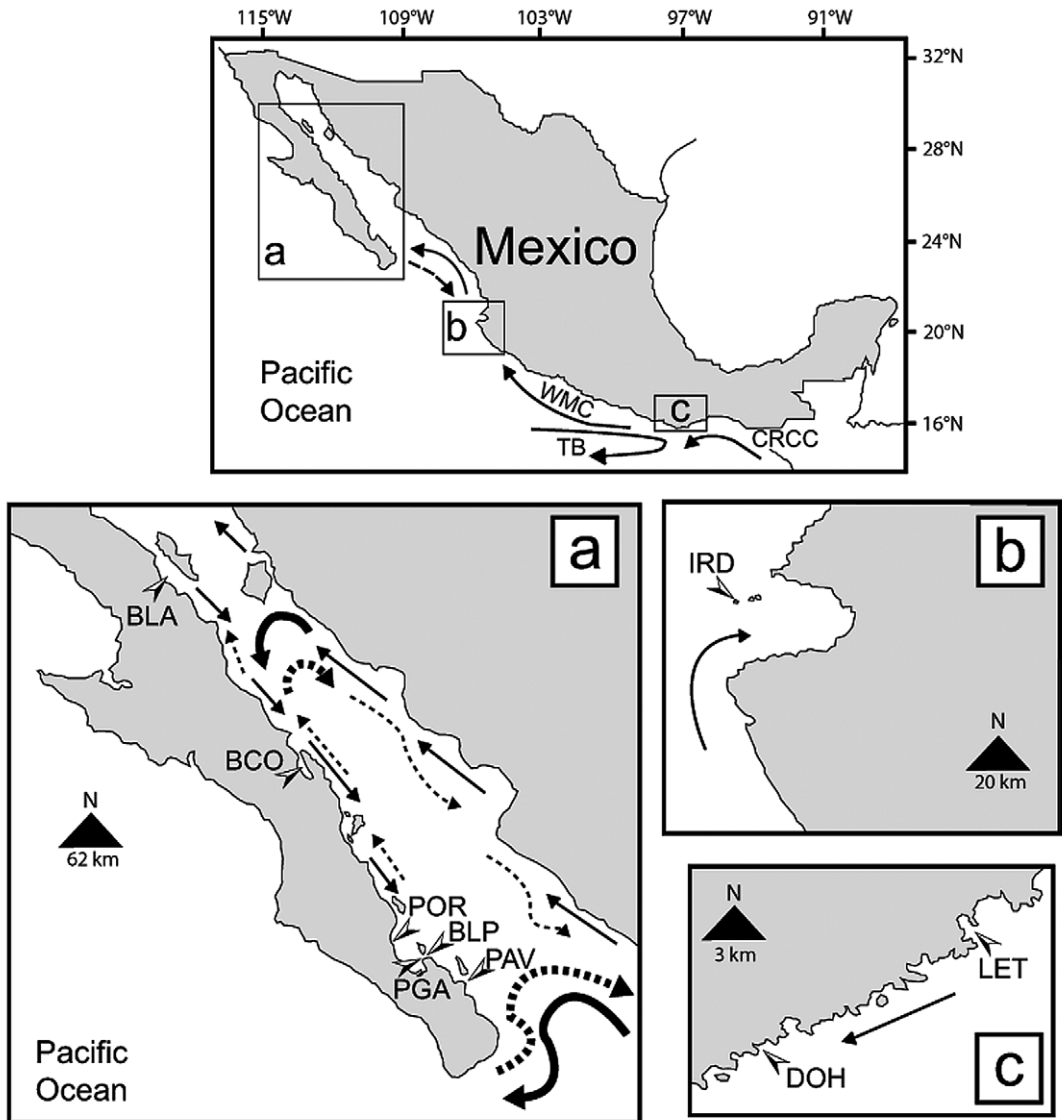 115°W 109°W 103°W 97°W 91°W
32°N
28°N
24°N
20°N
16°N
Mexico
a
b
c
Pacific
Ocean
WMC
TB
CRCC
a
BLA
BCO
N
62 km
POR
BLP
PAV
PGA
Pacific
Ocean
b
IRD
N
20 km
N
3 km
LET
DOH
c